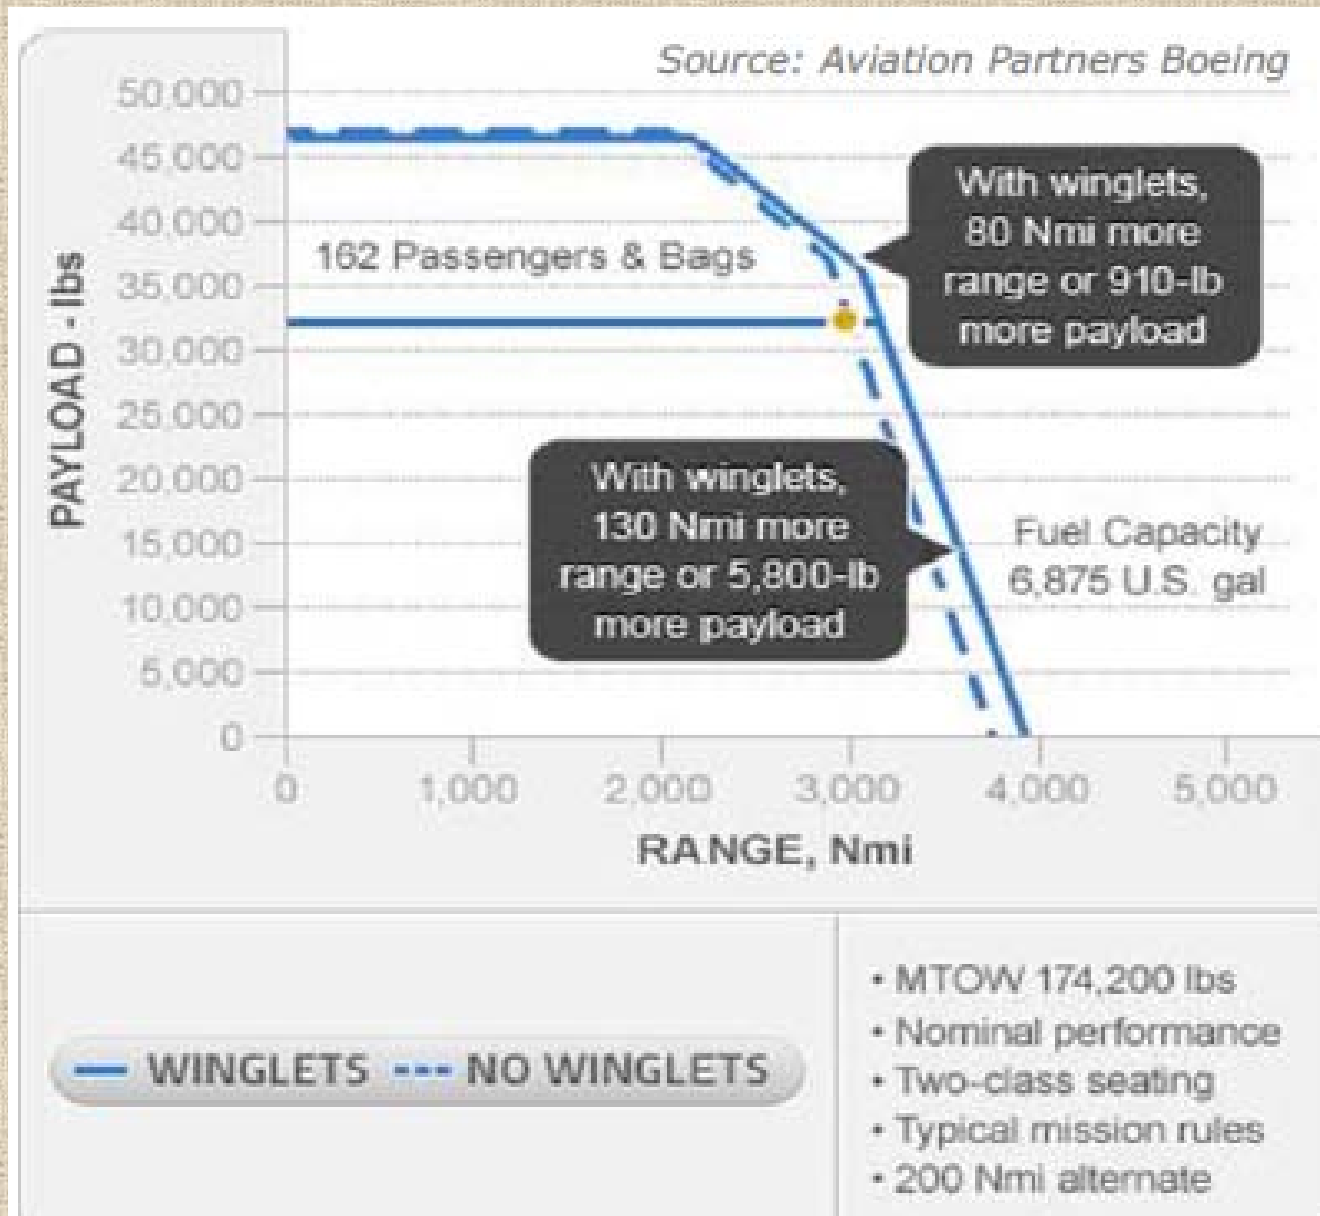 Source: Aviation Partners Boeing
PAYLOAD - lbs
50,000
45,000
40,000
35,000
30,000
25,000
20,000
15,000
10,000
5,000
0
162 Passengers & Bags
With winglets,
80 Nmi more
range or 910-lb
more payload
With winglets,
130 Nmi more
range or 5,800-lb
more payload
Fuel Capacity
6,875 U.S. gal
0 1,000 2,000 3,000 4,000 5,000
RANGE, Nmi
WINGLETS NO WINGLETS
• MTOW 174,200 lbs
• Nominal performance
• Two-class seating
• Typical mission rules
• 200 Nmi alternate